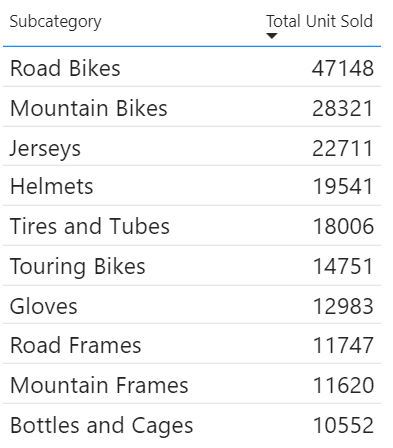 Subcategory Total Unit Sold
Road Bikes 47148
Mountain Bikes 28321
Jerseys 22711
Helmets 19541
Tires and Tubes 18006
Touring Bikes 14751
Gloves 12983
Road Frames 11747
Mountain Frames 11620
Bottles and Cages 10552